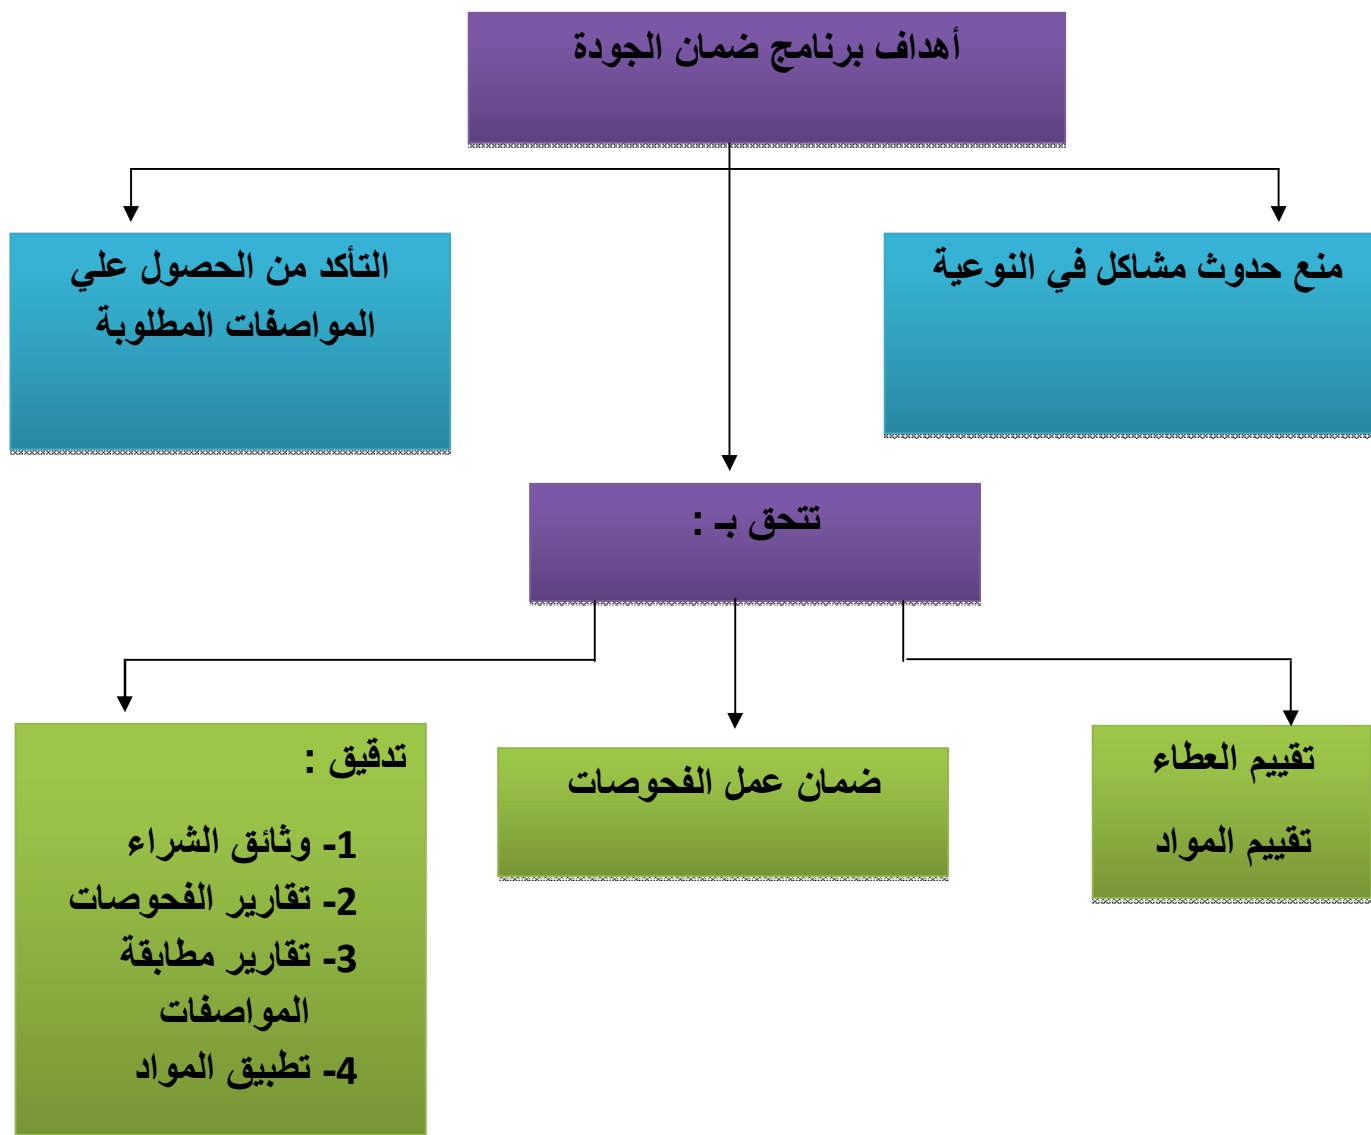 أهداف برنامج ضمان الجودة
منع حدوث مشاكل في النوعية
التأكد من الحصول علي
المواصفات المطلوبة
تتحق بـ :
تقييم العطاء
تقييم المواد
ضمان عمل الفحوصات
تدقيق :
1- وثائق الشراء
2- تقارير الفحوصات
3- تقارير مطابقة
المواصفات
4- تطبيق المواد